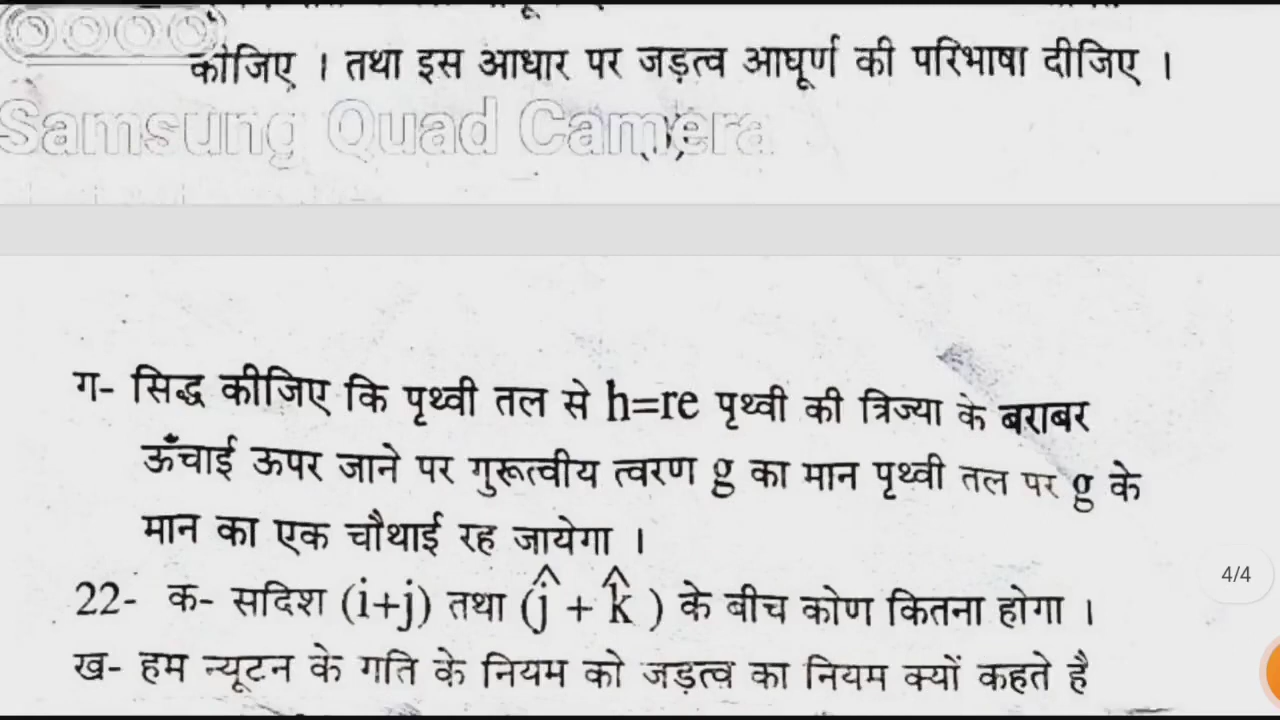 कीजिए । तथा इस आधार पर जड़त्व आघूर्ण की परिभाषा दीजिए ।
Samsung Quad Camera
ग- सिद्ध कीजिए कि पृथ्वी तल से h=re पृथ्वी की त्रिज्या के बराबर
ऊँचाई ऊपर जाने पर गुरूत्वीय त्वरण g का मान पृथ्वी तल पर g के
मान का एक चौथाई रह जायेगा ।
4/4
22- क- सदिश (i+j) तथा (ĵ + k̂ ) के बीच कोण कितना होगा ।
ख- हम न्यूटन के गति के नियम को जड़त्व का नियम क्यों कहते है